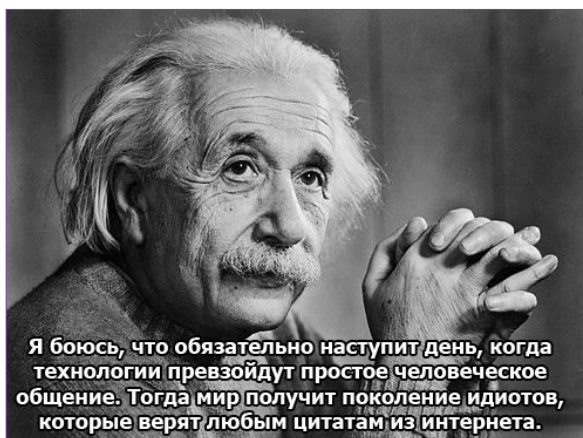 Я боюсь, что обязательно наступит день, когда
технологии превзойдут простое человеческое
общение. Тогда мир получит поколение идиотов,
которые верят любым цитатам из интернета.